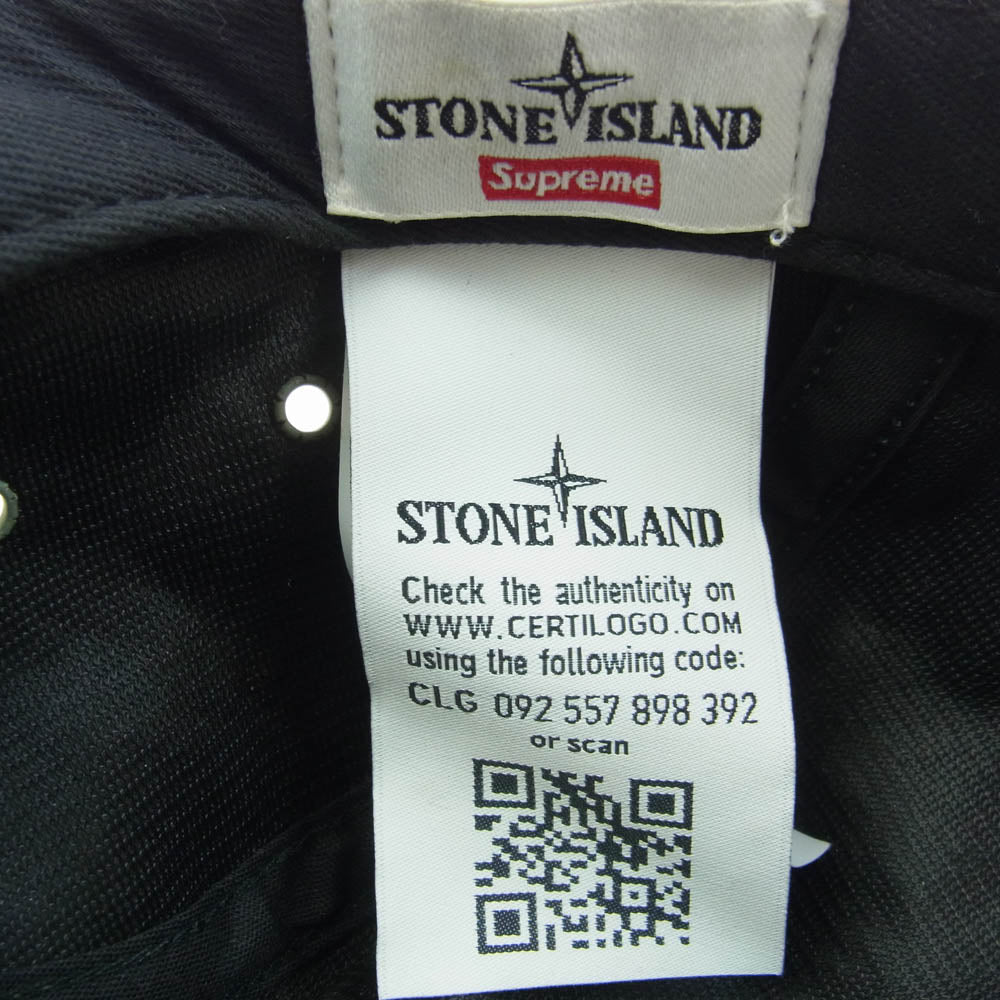 STONE ISLAND
Supreme
STONE ISLAND
Check the authenticity on
WWW.CERTILOGO.COM
using the following code:
CLG 092 557 898 392
or scan